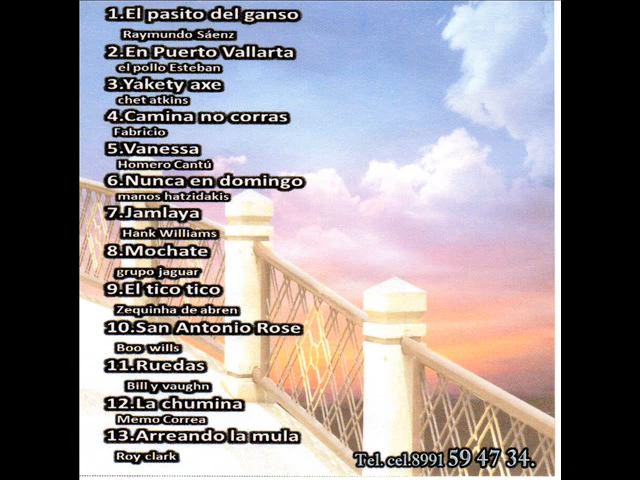 1.El pasito del ganso
Raymundo Sáenz
2.En Puerto Vallarta
el pollo Esteban
3.Yakety axe
chet atkins
4.Camina no corras
Fabricio
5.Vanessa
Homero Cantú
6.Nunca en domingo
manos hatzidakis
7.Jamlaya
Hank Williams
8.Mochate
grupo jaguar
9.El tico tico
Zequinha de abren
10.San Antonio Rose
Boo wills
11.Ruedas
Bill y vaughn
12.La chumina
Memo Correa
13.Arreando la mula
Roy clark
Tel. cel.8991 59 47 34.